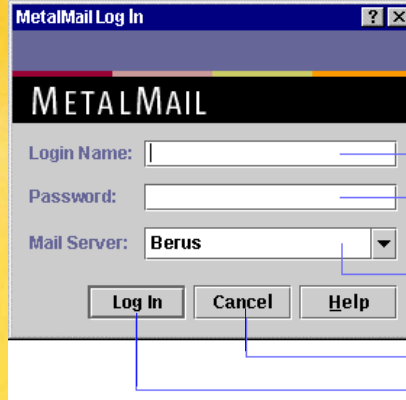 MetalMail Log In ? X
METALMAIL
Login Name:
Password:
Mail Server: Berus
Log In Cancel Help